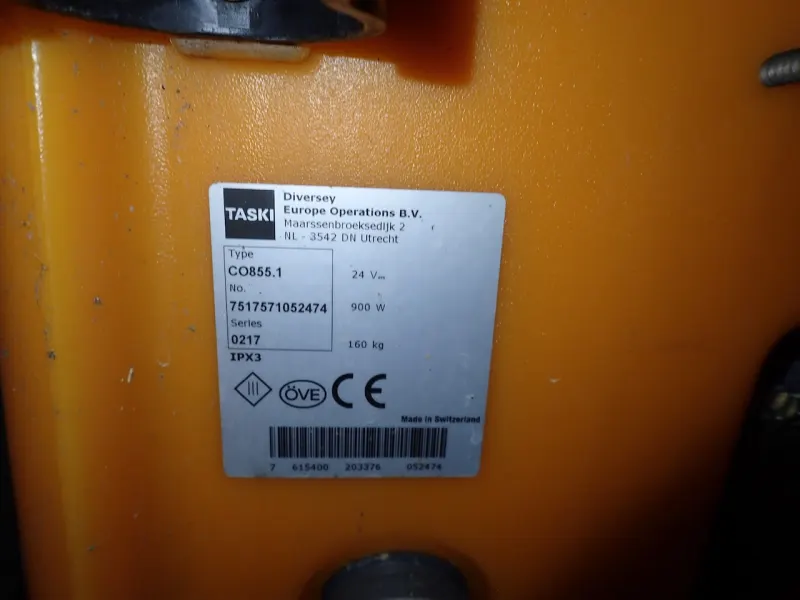 TASKI
Diversey
Europe Operations B.V.
Maarssenbroeksedijk 2
NL - 3542 DN Utrecht
Type
CO855.1
24 V
No.
7517571052474
900 W
Series
0217
160 kg
IPX3
III
ÖVE
CE
Made in Switzerland
7 615400 203376 052474